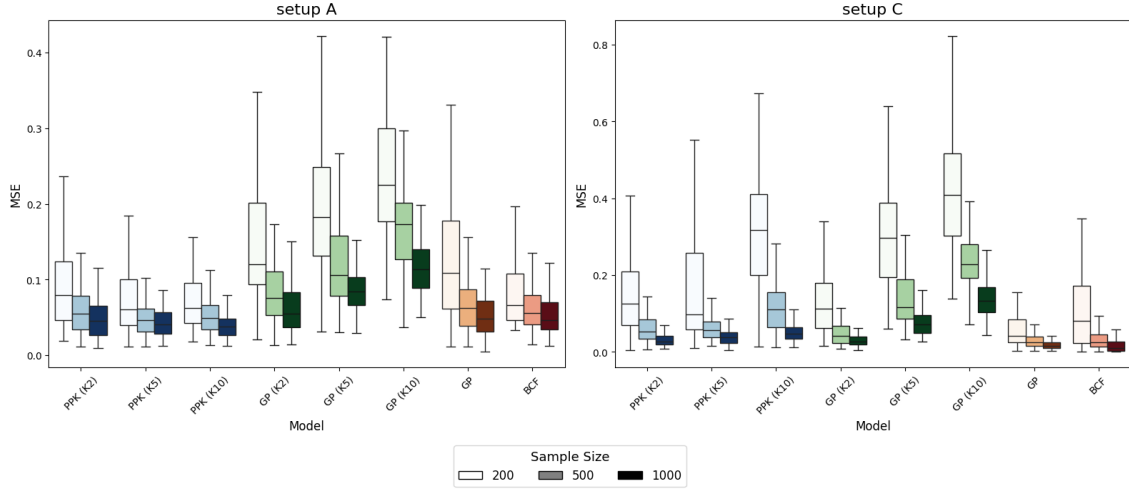 setup A
setup C
MSE
0.4
0.3
0.2
0.1
0.0
PPK (K2)
PPK (K5)
PPK (K10)
GP (K2)
GP (K5)
GP (K10)
GP
BCF
Model
MSE
0.8
0.6
0.4
0.2
0.0
PPK (K2)
PPK (K5)
PPK (K10)
GP (K2)
GP (K5)
GP (K10)
GP
BCF
Model
Sample Size
200 500 1000